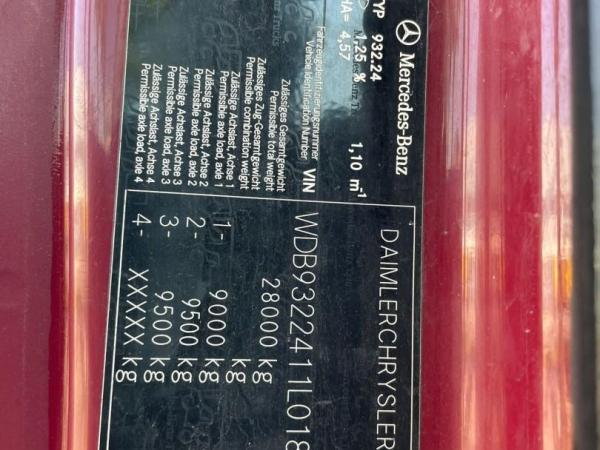 Mercedes-Benz
TYP 932.24
1,25 % 1,10 m¹
HA= 4,57
DAIMLERCHRYSLER
Fahrzeugidentifizierungsnummer
Vehicle Identification Number VIN WDB9322411L018
Zulässiges Gesamtgewicht
Permissible total weight 28000 kg
Zulässiges Zug-Gesamtgewicht
Permissible combination weight kg
Zulässige Achslast, Achse 1
Permissible axle load, axle 1 1- 9000 kg
Zulässige Achslast, Achse 2
Permissible axle load, axle 2 2- 9500 kg
Zulässige Achslast, Achse 3
Permissible axle load, axle 3 3- 9500 kg
Zulässige Achslast, Achse 4
Permissible axle load, axle 4 4- XXXXX kg